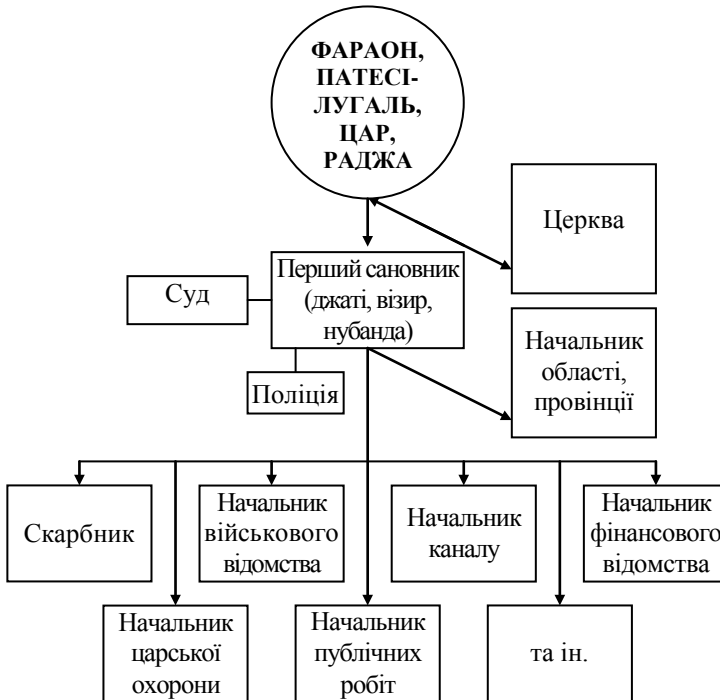 ФАРАОН,
ПАТЕСІ-
ЛУГАЛЬ,
ЦАР,
РАДЖА
Церква
Перший сановник
(джаті, візир,
нубанда)
Суд
Поліція
Начальник
області,
провінції
Скарбник
Начальник
військового
відомства
Начальник
каналу
Начальник
фінансового
відомства
Начальник
царської
охорони
Начальник
публічних
робіт
та ін.